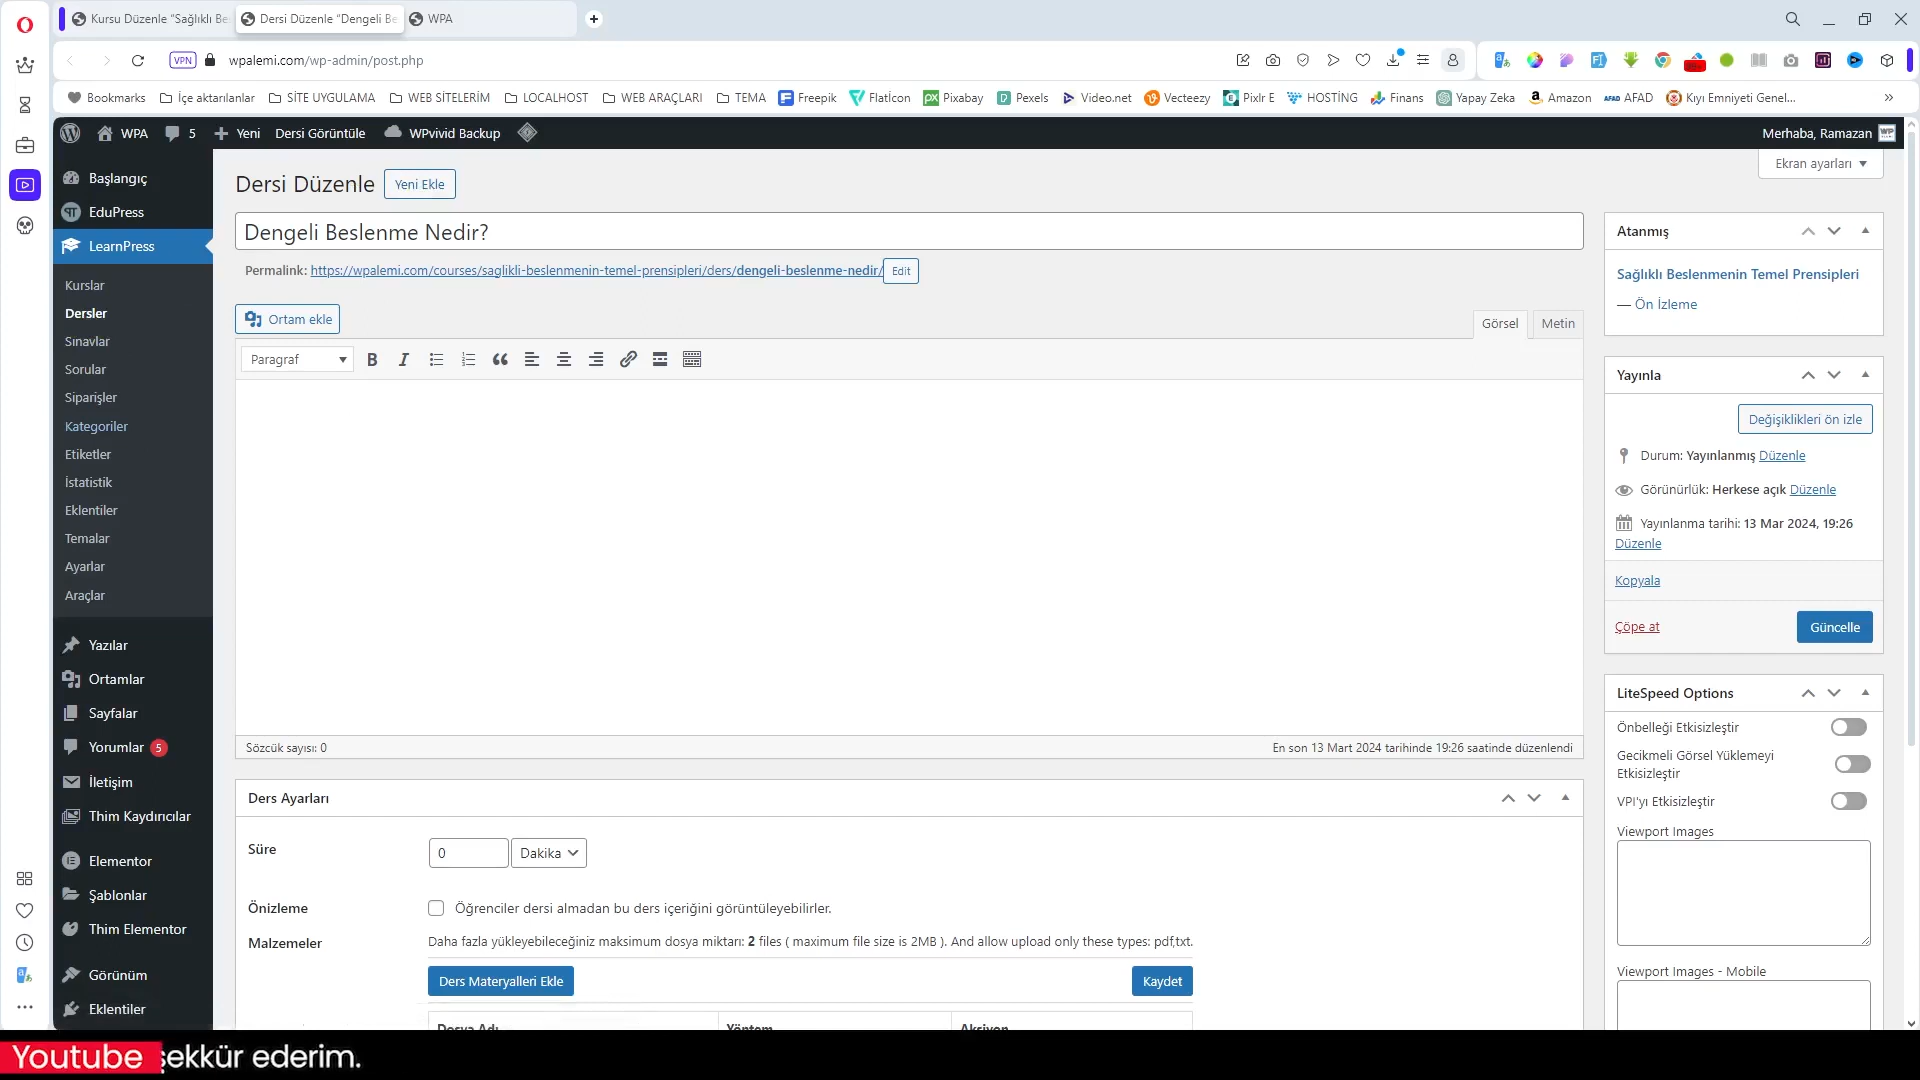 Kursu Düzenle "Sağlıklı Be
Dersi Düzenle "Dengeli Be
WPA
VPN
wpalemi.com/wp-admin/post.php
Bookmarks
İçe aktarılanlar
SİTE UYGULAMA
WEB SİTELERİM
LOCALHOST
WEB ARAÇLARI
TEMA
Freepik
Flatİcon
Pixabay
Pexels
Video.net
Vecteezy
Pixlr E
HOSTİNG
Finans
Yapay Zeka
Amazon
AFAD
Kıyı Emniyeti Genel...
WPA
5
Yeni
Dersi Görüntüle
WPvivid Backup
Merhaba, Ramazan
Başlangıç
EduPress
LearnPress
Kurslar
Dersler
Sınavlar
Sorular
Siparişler
Kategoriler
Etiketler
İstatistik
Eklentiler
Temalar
Ayarlar
Araçlar
Yazılar
Ortamlar
Sayfalar
Yorumlar 5
İletişim
Thim Kaydırıcılar
Elementor
Şablonlar
Thim Elementor
Görünüm
Eklentiler
Ekran ayarları
Dersi Düzenle
Yeni Ekle
Dengeli Beslenme Nedir?
Permalink: https://wpalemi.com/courses/saglikli-beslenmenin-temel-prensipleri/ders/dengeli-beslenme-nedir/ Edit
Ortam ekle
Görsel
Metin
Paragraf
Sözcük sayısı: 0
En son 13 Mart 2024 tarihinde 19:26 saatinde düzenlendi
Ders Ayarları
Süre
0
Dakika
Önizleme
Öğrenciler dersi almadan bu ders içeriğini görüntüleyebilirler.
Malzemeler
Daha fazla yükleyebileceğiniz maksimum dosya miktarı: 2 files ( maximum file size is 2MB ). And allow upload only these types: pdf,txt.
Ders Materyalleri Ekle
Kaydet
Dosya Adı
Yöntem
Aksiyon
Atanmış
Sağlıklı Beslenmenin Temel Prensipleri
— Ön İzleme
Yayınla
Değişiklikleri ön izle
Durum: Yayınlanmış Düzenle
Görünürlük: Herkese açık Düzenle
Yayınlanma tarihi: 13 Mar 2024, 19:26
Düzenle
Kopyala
Çöpe at
Güncelle
LiteSpeed Options
Önbelleği Etkisizleştir
Gecikmeli Görsel Yüklemeyi
Etkisizleştir
VPI'yı Etkisizleştir
Viewport Images
Viewport Images - Mobile
Youtube
şekkür ederim.